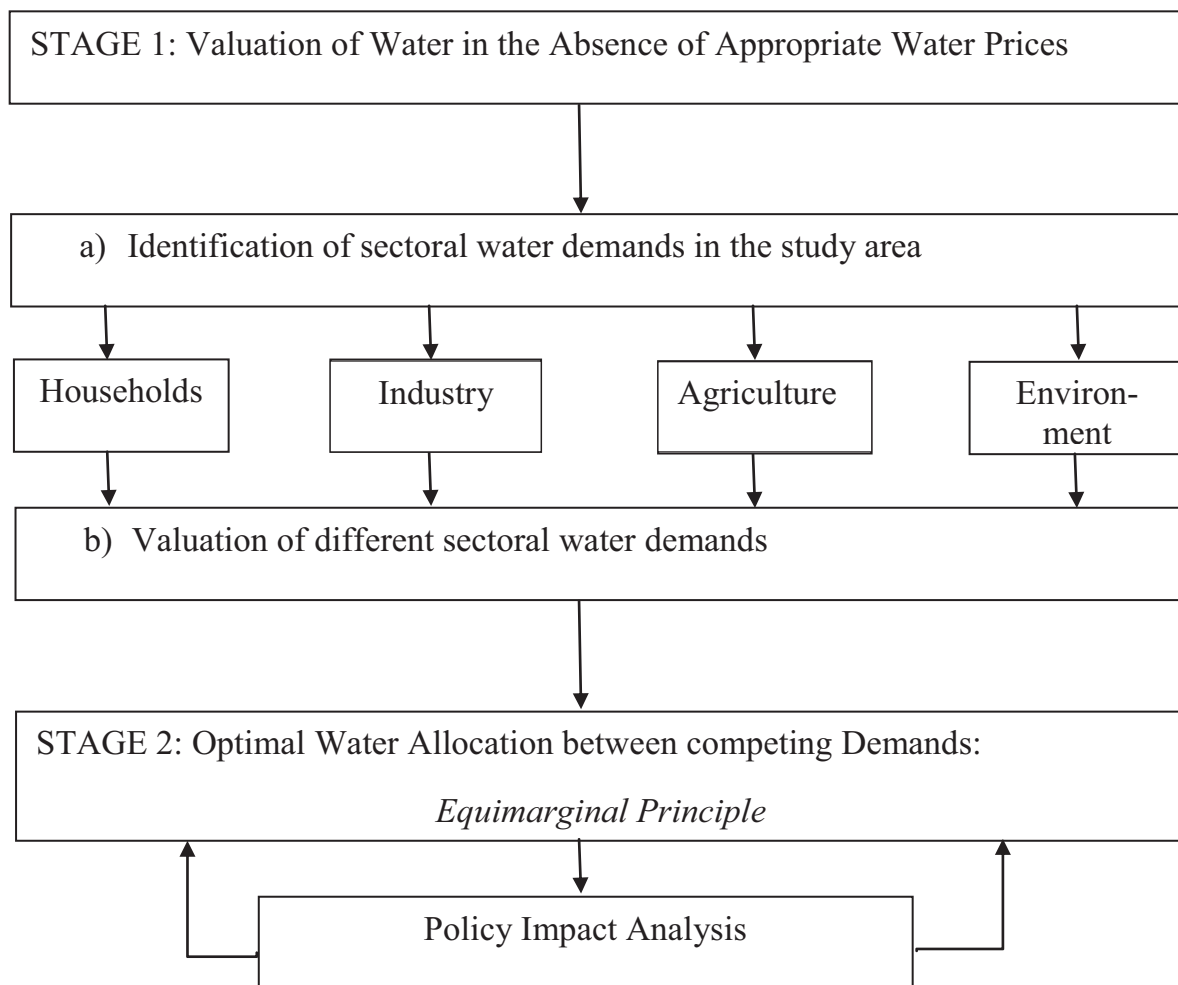 STAGE 1: Valuation of Water in the Absence of Appropriate Water Prices
a) Identification of sectoral water demands in the study area
Households
Industry
Agriculture
Environ-
ment
b) Valuation of different sectoral water demands
STAGE 2: Optimal Water Allocation between competing Demands:
Equimarginal Principle
Policy Impact Analysis